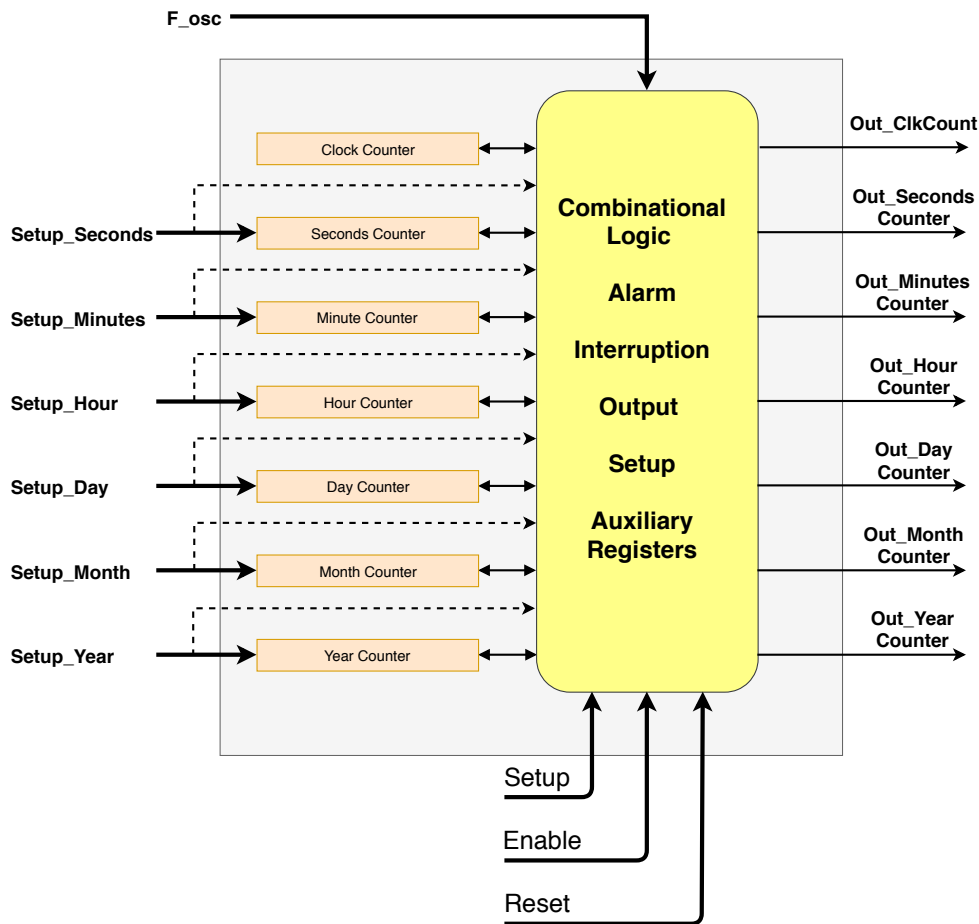 F_osc
Clock Counter
Out_ClkCount
Setup_Seconds
Seconds Counter
Out_Seconds
Counter
Setup_Minutes
Minute Counter
Out_Minutes
Counter
Setup_Hour
Hour Counter
Out_Hour
Counter
Setup_Day
Day Counter
Out_Day
Counter
Setup_Month
Month Counter
Out_Month
Counter
Setup_Year
Year Counter
Out_Year
Counter
Combinational
Logic
Alarm
Interruption
Output
Setup
Auxiliary
Registers
Setup
Enable
Reset